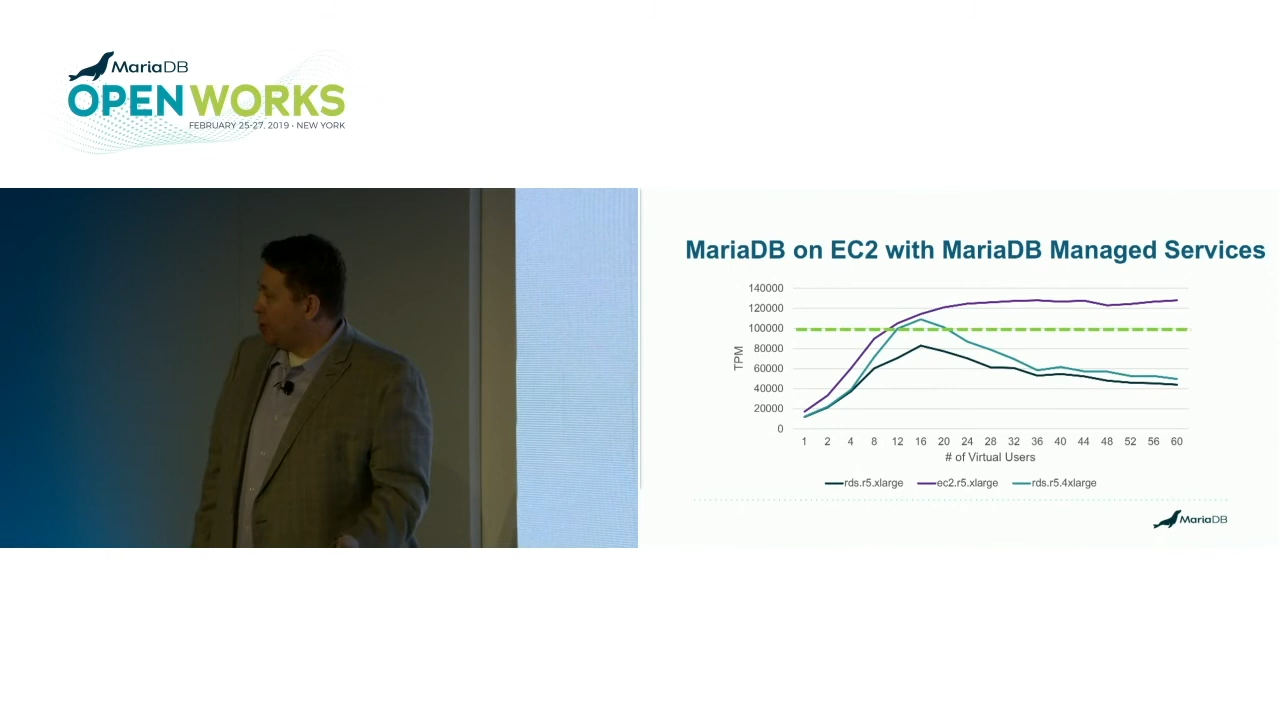 MariaDB
OPEN WORKS
FEBRUARY 25-27, 2019 • NEW YORK
MariaDB on EC2 with MariaDB Managed Services
140000
120000
100000
80000
60000
40000
20000
0
TPM
1 2 4 8 12 16 20 24 28 32 36 40 44 48 52 56 60
# of Virtual Users
rds.r5.xlarge ec2.r5.xlarge rds.r5.4xlarge
MariaDB